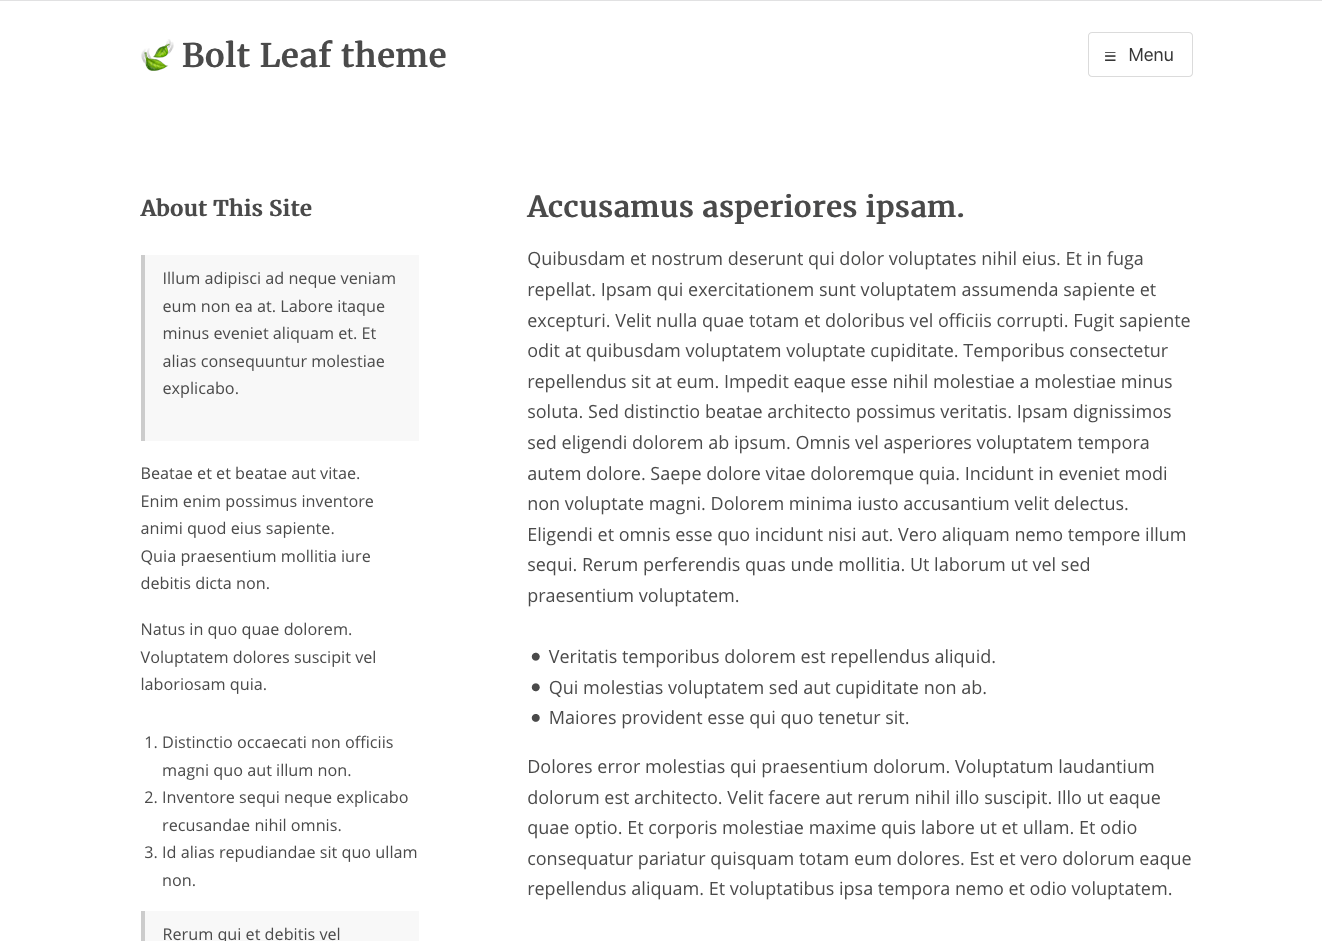 Bolt Leaf theme
≡ Menu
About This Site
Illum adipisci ad neque veniam
eum non ea at. Labore itaque
minus eveniet aliquam et. Et
alias consequuntur molestiae
explicabo.
Beatae et et beatae aut vitae.
Enim enim possimus inventore
animi quod eius sapiente.
Quia praesentium mollitia iure
debitis dicta non.
Natus in quo quae dolorem.
Voluptatem dolores suscipit vel
laboriosam quia.
1. Distinctio occaecati non officiis
magni quo aut illum non.
2. Inventore sequi neque explicabo
recusandae nihil omnis.
3. Id alias repudiandae sit quo ullam
non.
Rerum qui et debitis vel
Accusamus asperiores ipsam.
Quibusdam et nostrum deserunt qui dolor voluptates nihil eius. Et in fuga
repellat. Ipsam qui exercitationem sunt voluptatem assumenda sapiente et
excepturi. Velit nulla quae totam et doloribus vel officiis corrupti. Fugit sapiente
odit at quibusdam voluptatem voluptate cupiditate. Temporibus consectetur
repellendus sit at eum. Impedit eaque esse nihil molestiae a molestiae minus
soluta. Sed distinctio beatae architecto possimus veritatis. Ipsam dignissimos
sed eligendi dolorem ab ipsum. Omnis vel asperiores voluptatem tempora
autem dolore. Saepe dolore vitae doloremque quia. Incidunt in eveniet modi
non voluptate magni. Dolorem minima iusto accusantium velit delectus.
Eligendi et omnis esse quo incidunt nisi aut. Vero aliquam nemo tempore illum
sequi. Rerum perferendis quas unde mollitia. Ut laborum ut vel sed
praesentium voluptatem.
• Veritatis temporibus dolorem est repellendus aliquid.
• Qui molestias voluptatem sed aut cupiditate non ab.
• Maiores provident esse qui quo tenetur sit.
Dolores error molestias qui praesentium dolorum. Voluptatum laudantium
dolorum est architecto. Velit facere aut rerum nihil illo suscipit. Illo ut eaque
quae optio. Et corporis molestiae maxime quis labore ut et ullam. Et odio
consequatur pariatur quisquam totam eum dolores. Est et vero dolorum eaque
repellendus aliquam. Et voluptatibus ipsa tempora nemo et odio voluptatem.